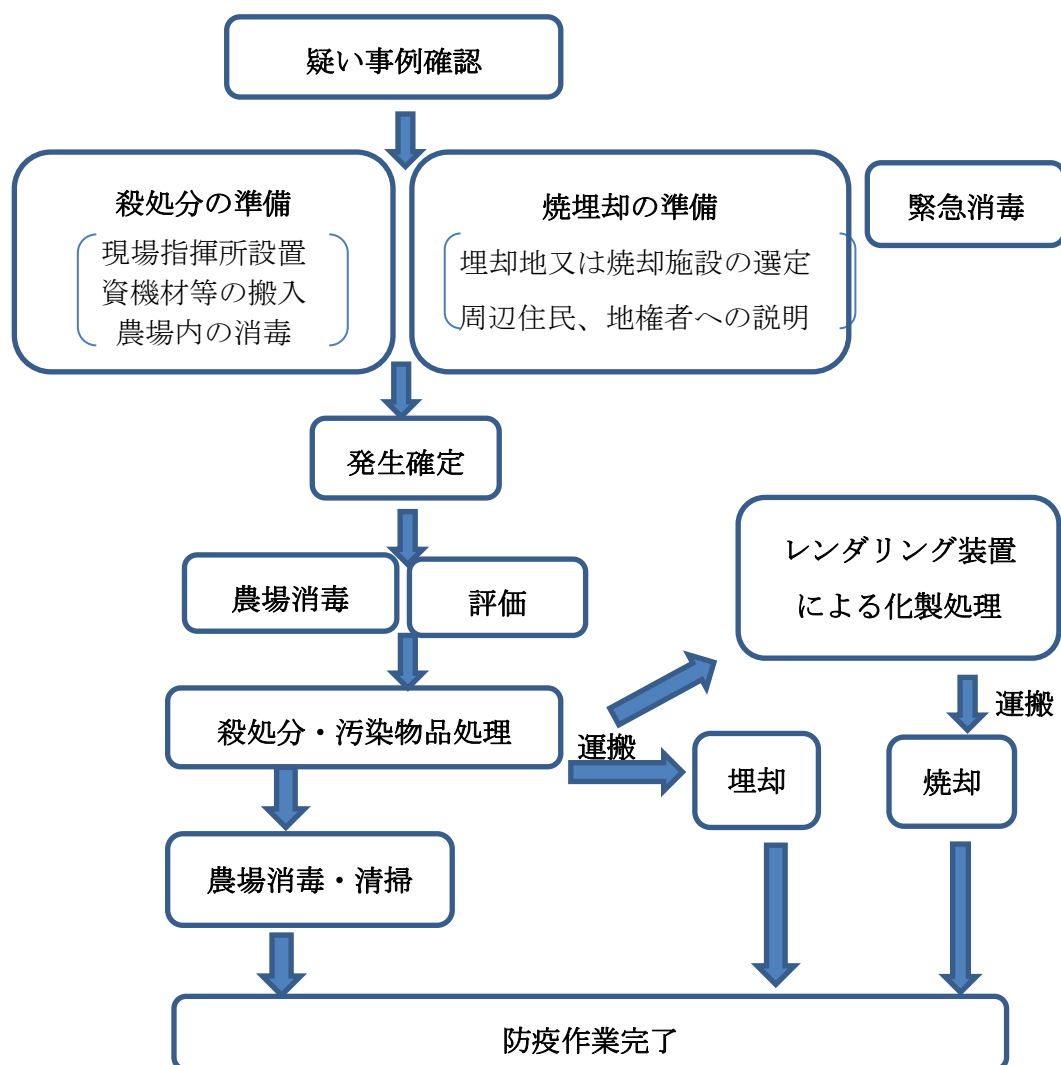 疑い事例確認
殺処分の準備
現場指揮所設置
資機材等の搬入
農場内の消毒
焼埋却の準備
埋却地又は焼却施設の選定
周辺住民、地権者への説明
緊急消毒
発生確定
農場消毒
評価
レンダリング装置
による化製処理
殺処分・汚染物品処理
運搬
運搬
埋却
焼却
農場消毒・清掃
防疫作業完了